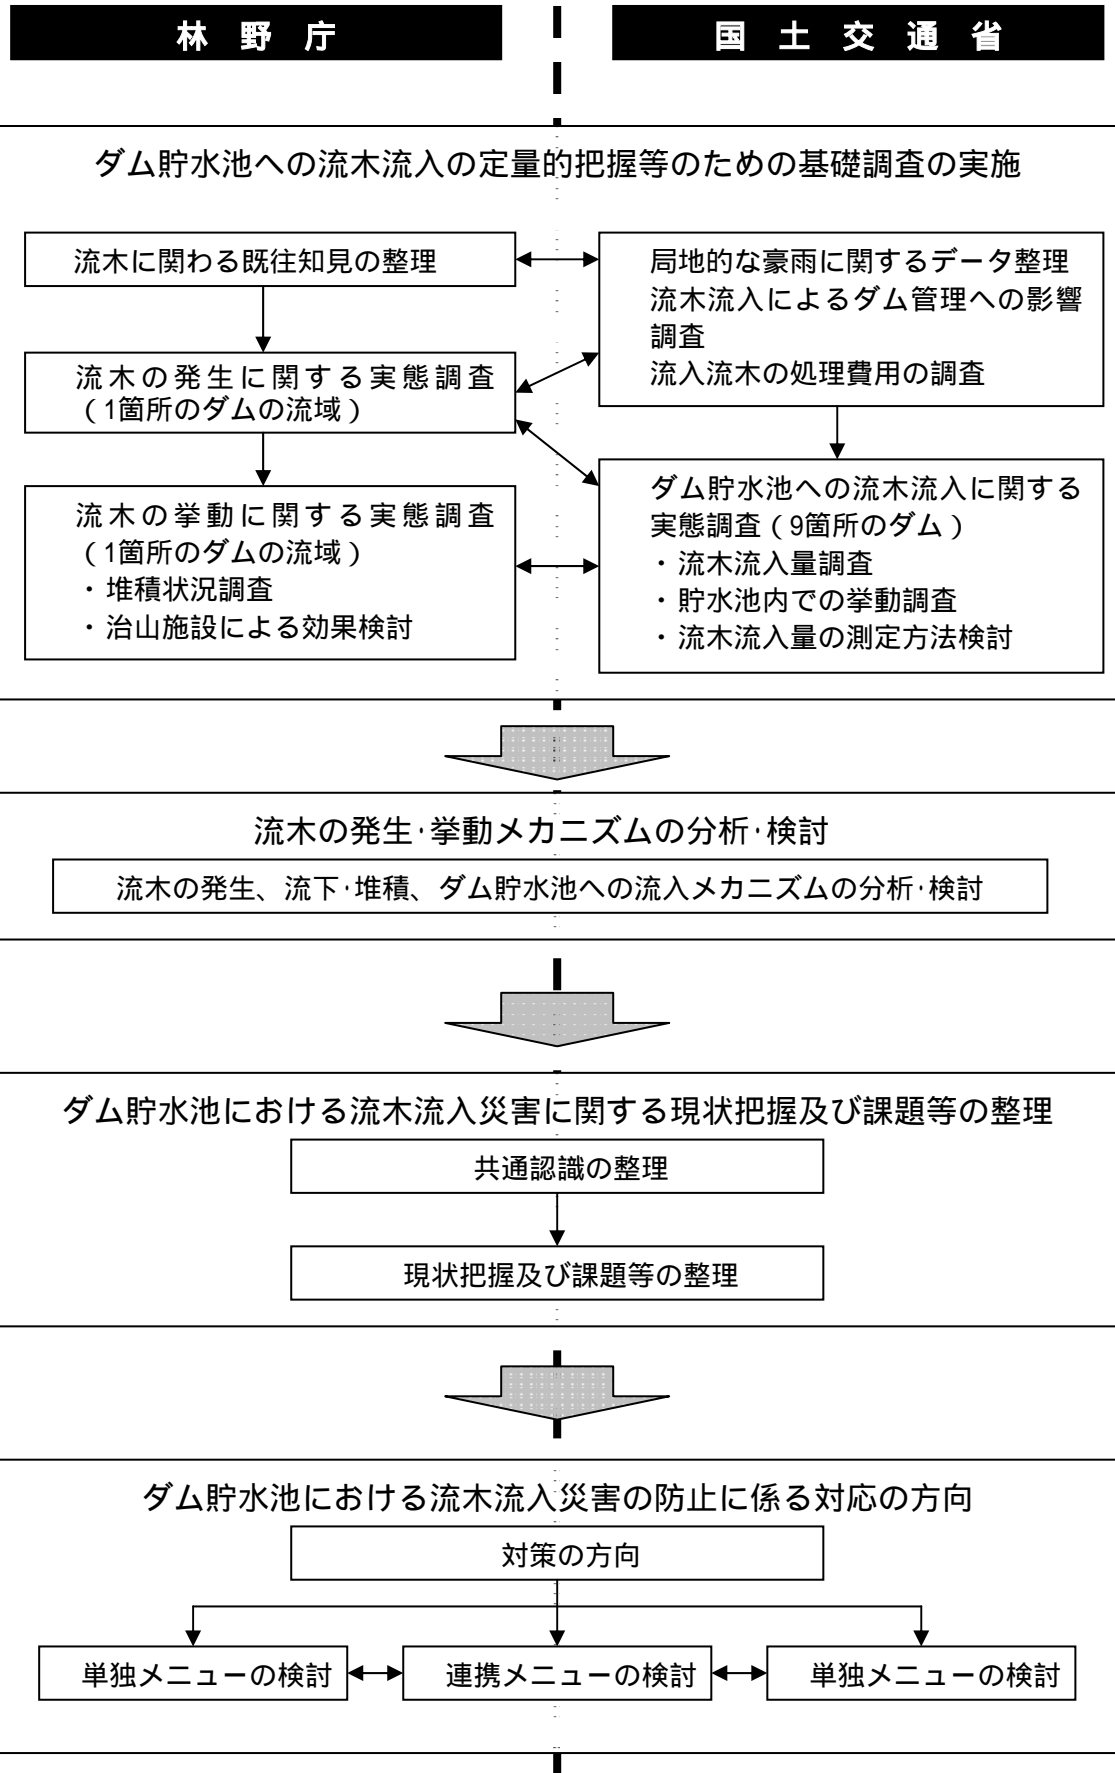 林野庁
国土交通省
ダム貯水池への流木流入の定量的把握等のための基礎調査の実施
流木に関わる既往知見の整理
流木の発生に関する実態調査
(1箇所のダムの流域)
流木の挙動に関する実態調査
(1箇所のダムの流域)
・堆積状況調査
・治山施設による効果検討
局地的な豪雨に関するデータ整理
流木流入によるダム管理への影響
調査
流入流木の処理費用の調査
ダム貯水池への流木流入に関する
実態調査(9箇所のダム)
・流木流入量調査
・貯水池内での挙動調査
・流木流入量の測定方法検討
流木の発生・挙動メカニズムの分析・検討
流木の発生、流下・堆積、ダム貯水池への流入メカニズムの分析・検討
ダム貯水池における流木流入災害に関する現状把握及び課題等の整理
共通認識の整理
現状把握及び課題等の整理
ダム貯水池における流木流入災害の防止に係る対応の方向
対策の方向
単独メニューの検討
連携メニューの検討
単独メニューの検討